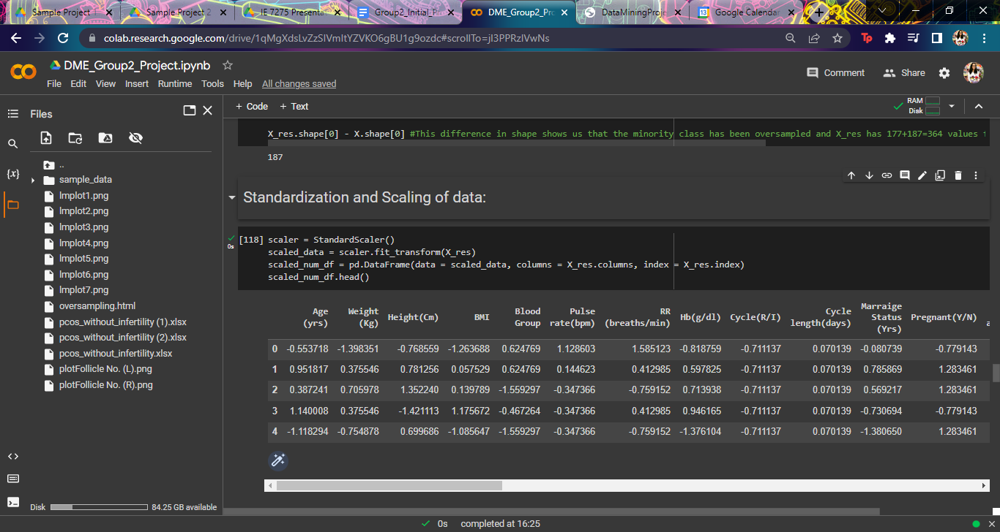 Sample Project 1
Sample Project 2
IE 7275 Presentat
Group2_Initial_Pr
DME_Group2_Pro
DataMiningProje
Google Calendar
colab.research.google.com/drive/1qMgXdsLvZzSlVmItYZVKO6gBU1g9ozdc#scrollTo=jI3PPRzlVwNs
DME_Group2_Project.ipynb
File Edit View Insert Runtime Tools Help All changes saved
Comment
Share
Files
+ Code + Text
RAM
Disk
X_res.shape[0] - X.shape[0] #This difference in shape shows us that the minority class has been oversampled and X_res has 177+187=364 values
187
..
sample_data
lmplot1.png
lmplot2.png
lmplot3.png
lmplot4.png
lmplot5.png
lmplot6.png
lmplot7.png
oversampling.html
pcos_without_infertility (1).xlsx
pcos_without_infertility (2).xlsx
pcos_without_infertility.xlsx
plotFollicle No. (L).png
plotFollicle No. (R).png
Standardization and Scaling of data:
[118] scaler = StandardScaler()
0s
scaled_data = scaler.fit_transform(X_res)
scaled_num_df = pd.DataFrame(data = scaled_data, columns = X_res.columns, index = X_res.index)
scaled_num_df.head()
Age (yrs) Weight (Kg) Height(Cm) BMI Blood Group Pulse rate(bpm) RR (breaths/min) Hb(g/dl) Cycle(R/I) Cycle length(days) Marraige Status (Yrs) Pregnant(Y/N)
0 -0.553718 -1.398351 -0.768559 -1.263688 0.624769 1.128603 1.585123 -0.818759 -0.711137 0.070139 -0.080739 -0.779143
1 0.951817 0.375546 0.781256 0.057529 0.624769 0.144623 0.412985 0.597825 -0.711137 0.070139 0.785869 1.283461
2 0.387241 0.705978 1.352240 0.139789 -1.559297 -0.347366 -0.759152 0.713938 -0.711137 0.070139 0.569217 1.283461
3 1.140008 0.375546 -1.421113 1.175672 -0.467264 -0.347366 0.412985 0.946165 -0.711137 0.070139 -0.730694 -0.779143
4 -1.118294 -0.754878 0.699686 -1.085647 -1.559297 -0.347366 -0.759152 -1.376104 -0.711137 0.070139 -1.380650 1.283461
Disk 84.25 GB available
0s completed at 16:25